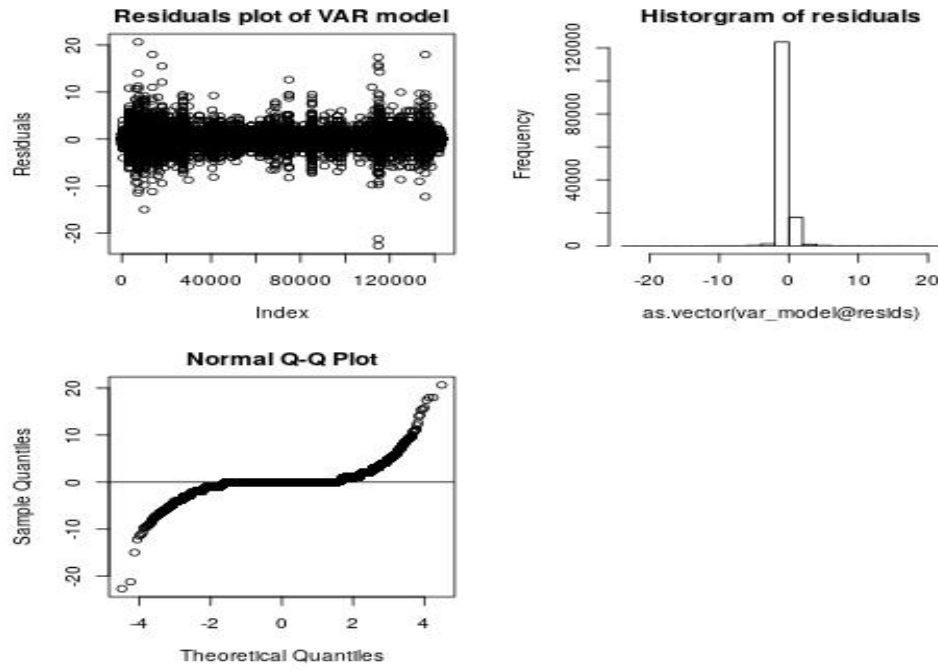 Residuals plot of VAR model
20
10
0
-10
-20
Residuals
0 40000 80000 120000
Index
Historgram of residuals
120000
80000
40000
0
Frequency
-20 -10 0 10 20
as.vector(var_model@resids)
Normal Q-Q Plot
20
10
0
-10
-20
Sample Quantiles
-4 -2 0 2 4
Theoretical Quantiles